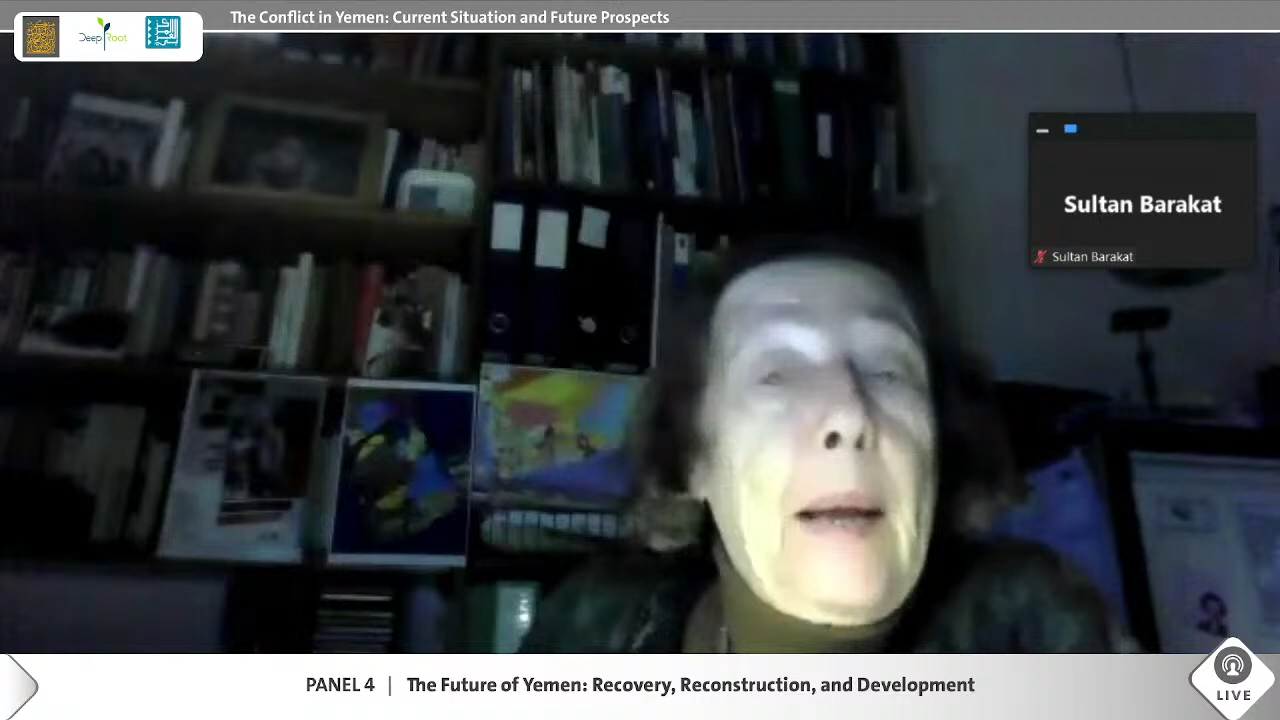 The Conflict in Yemen: Current Situation and Future Prospects
Deep Root
Sultan Barakat
Sultan Barakat
PANEL 4 | The Future of Yemen: Recovery, Reconstruction, and Development
LIVE